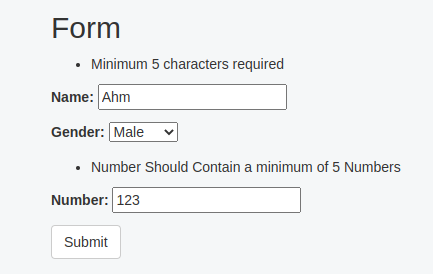 Form
• Minimum 5 characters required
Name: Ahm
Gender: Male
• Number Should Contain a minimum of 5 Numbers
Number: 123
Submit